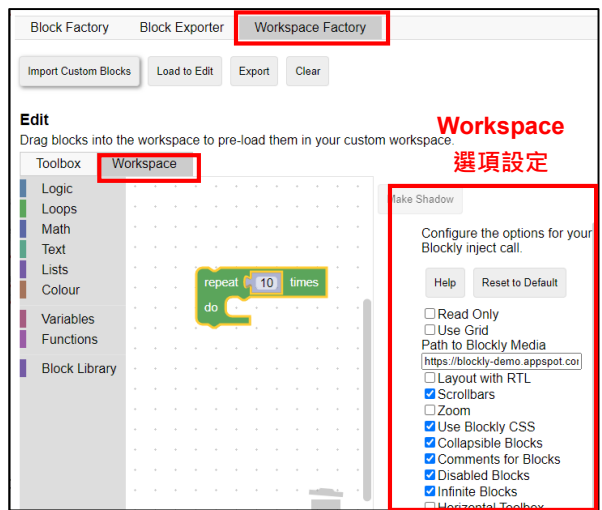 Block Factory Block Exporter Workspace Factory
Import Custom Blocks Load to Edit Export Clear
Edit
Drag blocks into the workspace to pre-load them in your custom workspace.
Workspace
選項設定
Toolbox Workspace
Logic
Loops
Math
Text
Lists
Colour
Variables
Functions
Block Library
repeat 10 times
do
Make Shadow
Configure the options for your
Blockly inject call.
Help Reset to Default
Read Only
Use Grid
Path to Blockly Media
https://blockly-demo.appspot.com
Layout with RTL
Scrollbars
Zoom
Use Blockly CSS
Collapsible Blocks
Comments for Blocks
Disabled Blocks
Infinite Blocks
Horizontal Toolbox